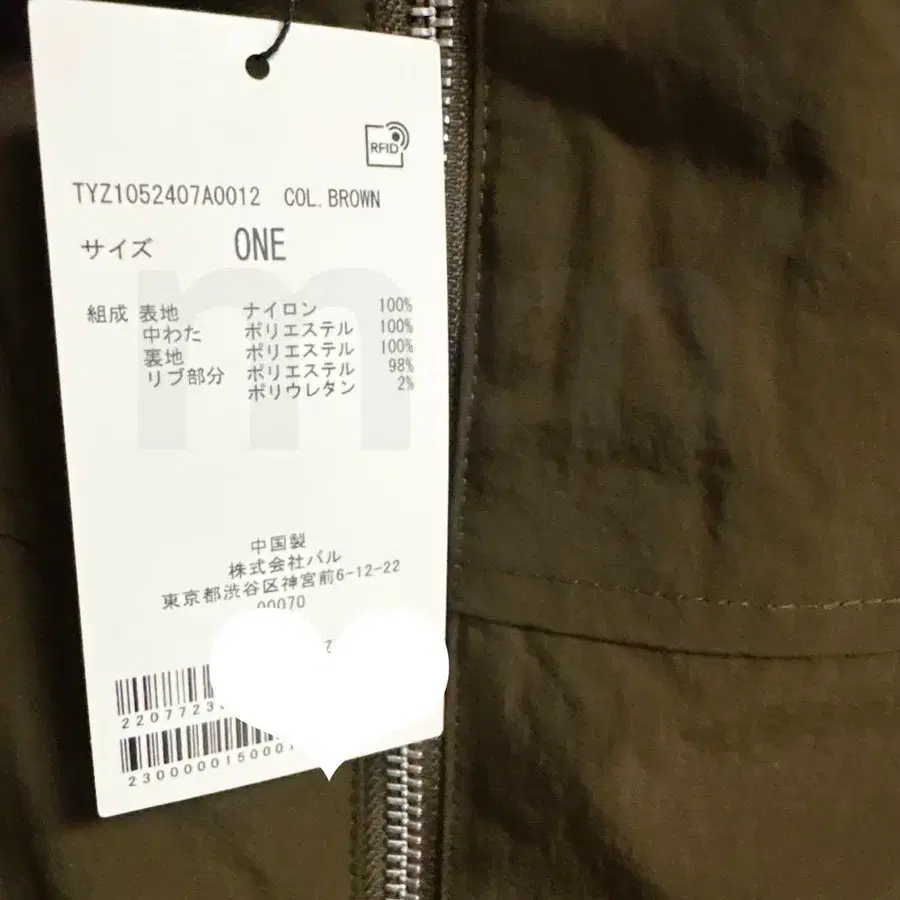 RFID
TYZ1052407A0012 COL. BROWN
サイズ ONE
組成 表地 ナイロン 100%
中わた ポリエステル 100%
裏地 ポリエステル 100%
リブ部分 ポリエステル 98%
ポリウレタン 2%
中国製
株式会社パル
東京都渋谷区神宮前6-12-22
00070
m